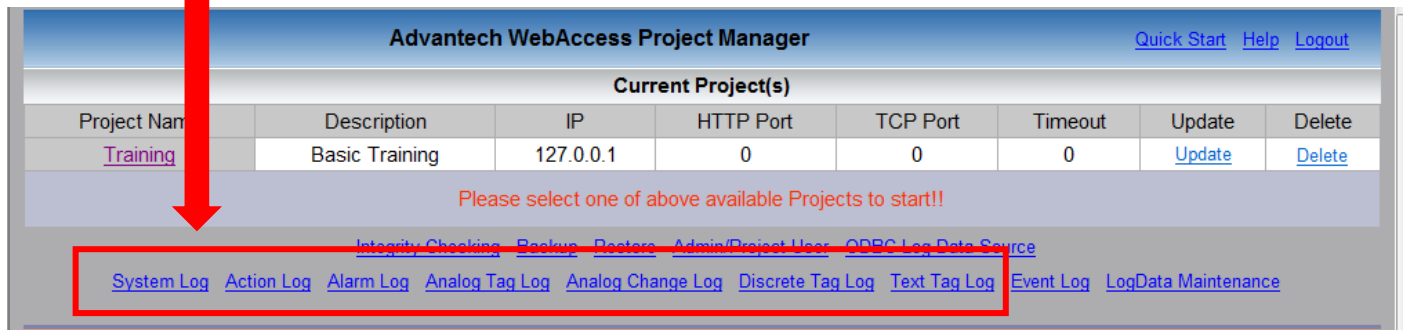 Advantech WebAccess Project Manager Quick Start Help Logout
Current Project(s)
Project Nam Description IP HTTP Port TCP Port Timeout Update Delete
Training Basic Training 127.0.0.1 0 0 0 Update Delete
Please select one of above available Projects to start!!
Integrity Checking Backup Restore Admin/Project User ODBC Log Data Source
System Log Action Log Alarm Log Analog Tag Log Analog Change Log Discrete Tag Log Text Tag Log Event Log LogData Maintenance